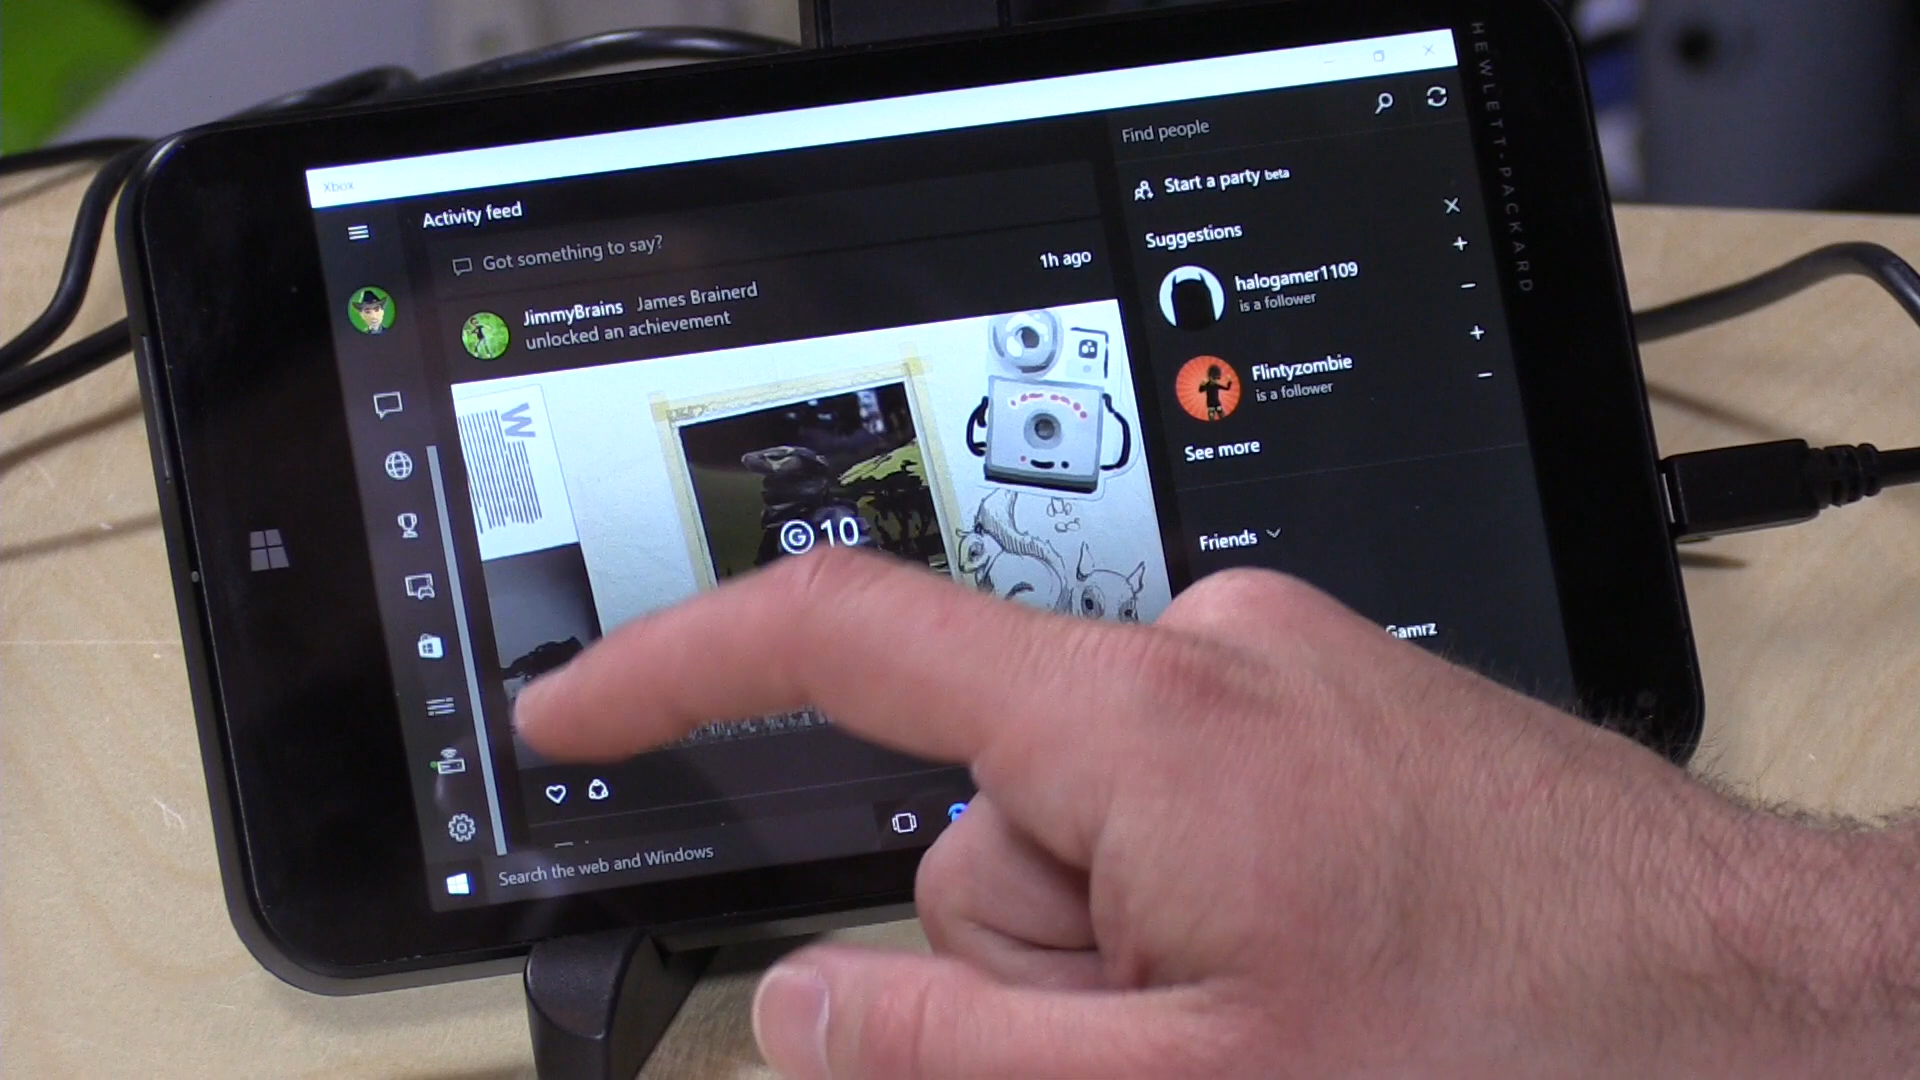 HEWLETT-PACKARD
Xbox
Activity feed
Got something to say?
1h ago
JimmyBrains James Brainerd
unlocked an achievement
W
G 10
Find people
Start a party beta
Suggestions
halogamer1109
is a follower
Flintyzombie
is a follower
See more
Friends
Gamrz
Search the web and Windows